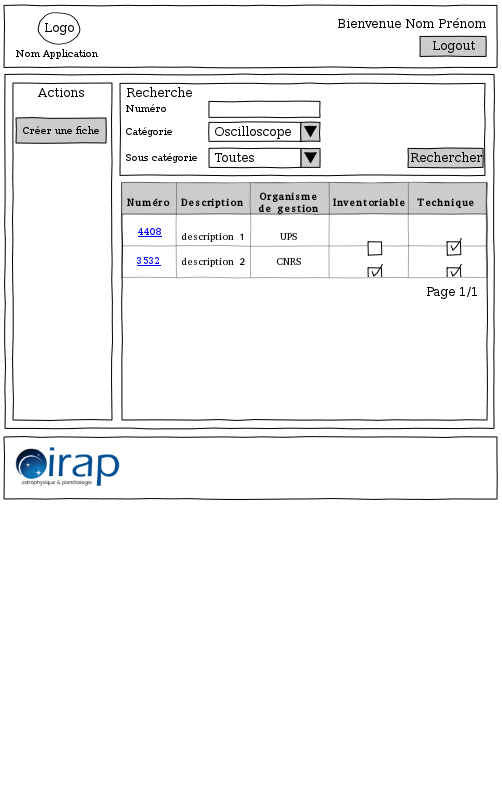 Logo
Nom Application
Bienvenue Nom Prénom
Logout
Actions
Créer une fiche
Recherche
Numéro
Catégorie
Oscilloscope
Sous catégorie
Toutes
Rechercher
Numéro Description Organisme de gestion Inventoriable Technique
4408 description 1 UPS
3532 description 2 CNRS
Page 1/1
irap
astrophysique & planétologie